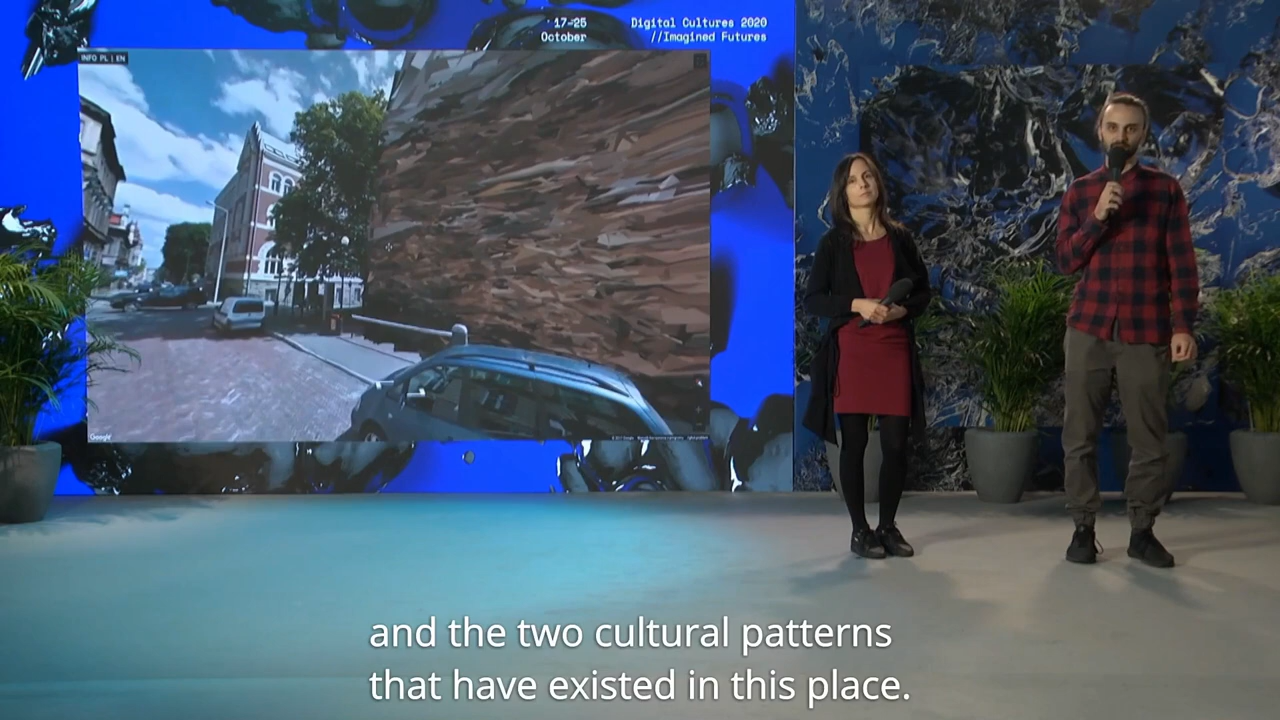 17-25
October
Digital Cultures 2020
//Imagined Futures
INFO PL | EN
Google
and the two cultural patterns
that have existed in this place.